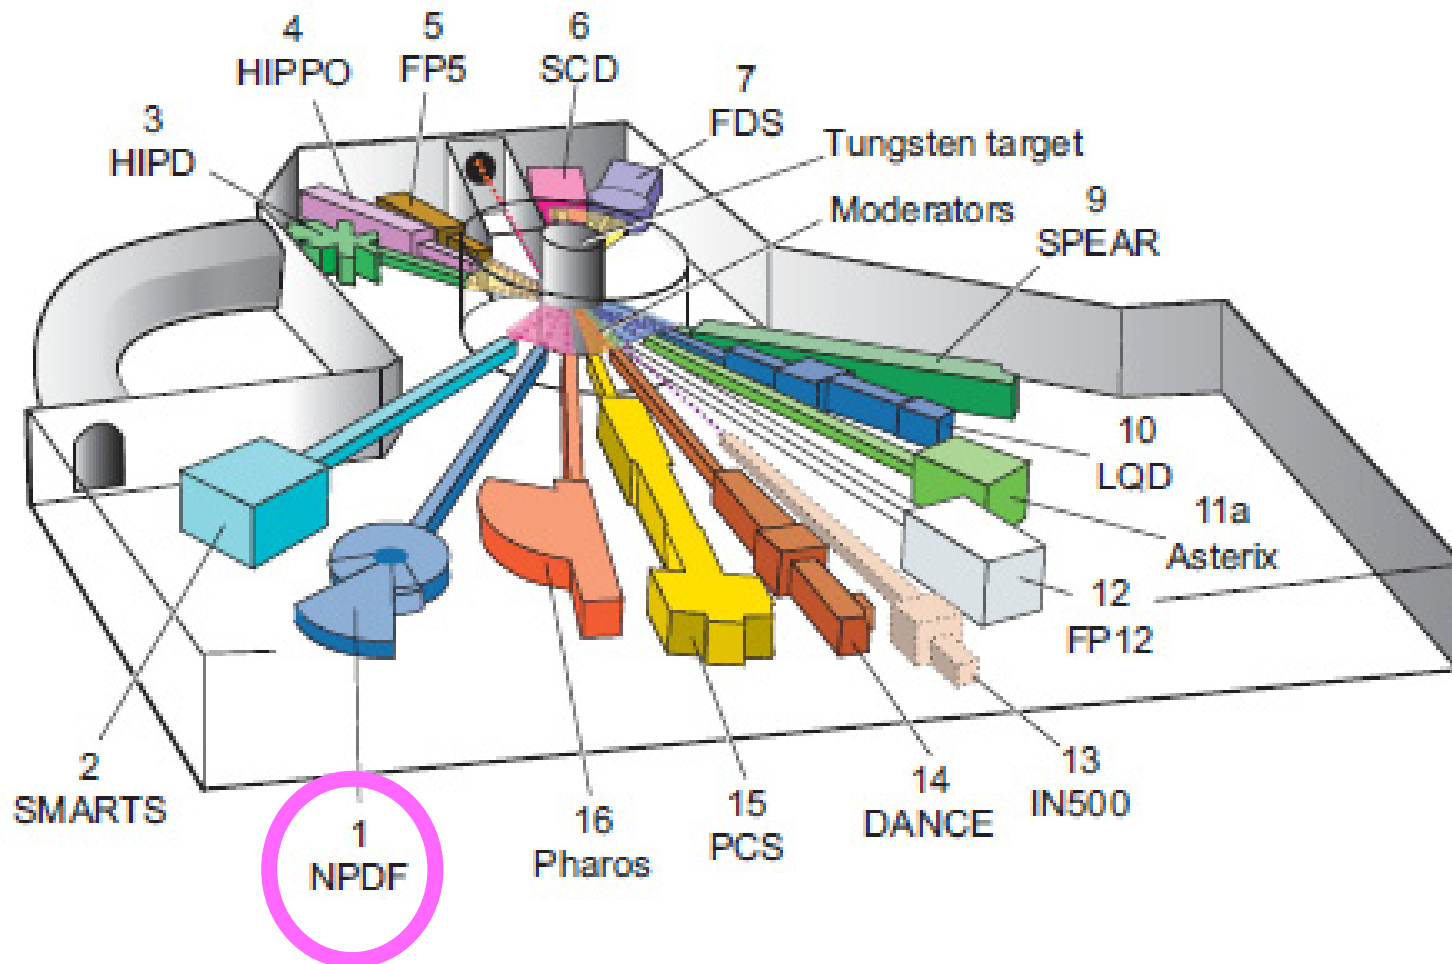 4
HIPPO
5
FP5
6
SCD
7
FDS
3
HIPD
Tungsten target
Moderators
9
SPEAR
10
LQD
11a
Asterix
12
FP12
13
IN500
14
DANCE
15
PCS
16
Pharos
1
NPDF
2
SMARTS